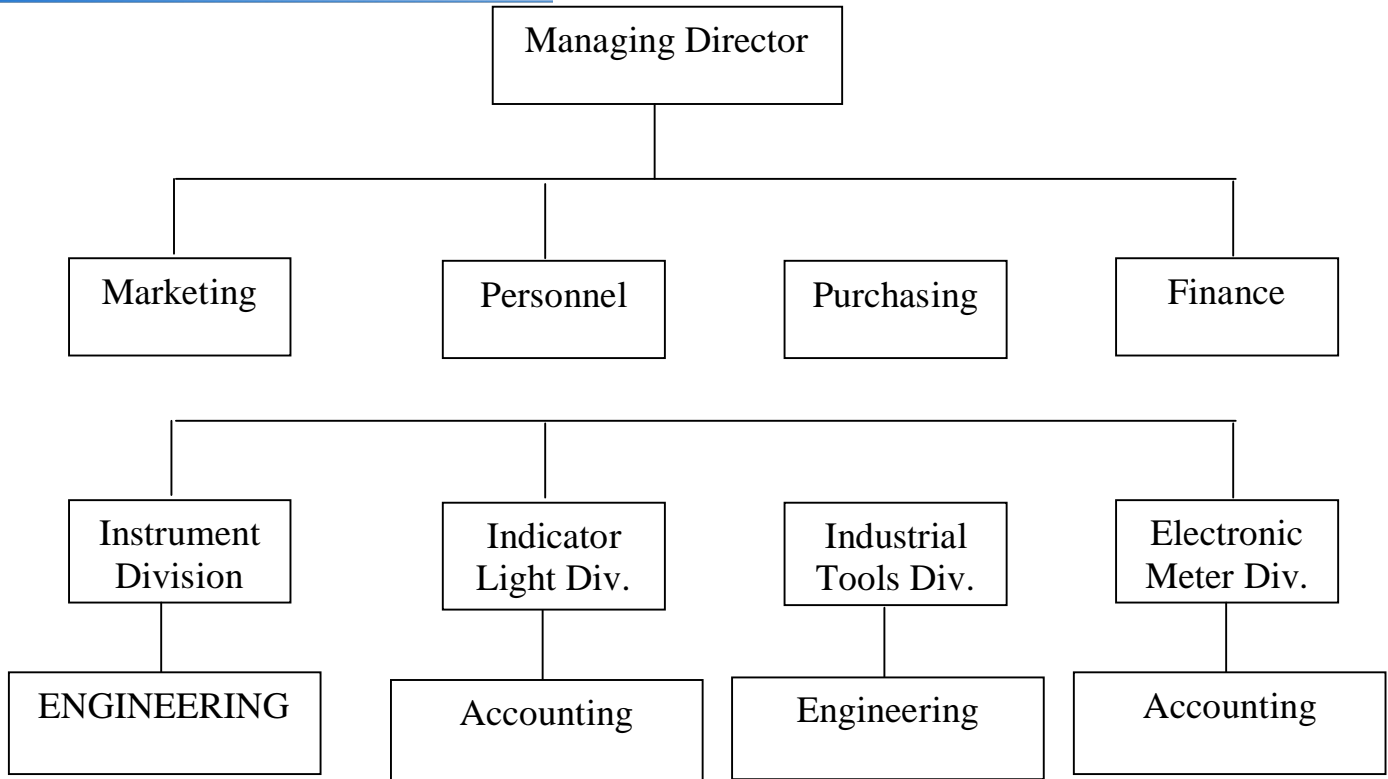 Managing Director
Marketing
Personnel
Purchasing
Finance
Instrument
Division
Indicator
Light Div.
Industrial
Tools Div.
Electronic
Meter Div.
ENGINEERING
Accounting
Engineering
Accounting